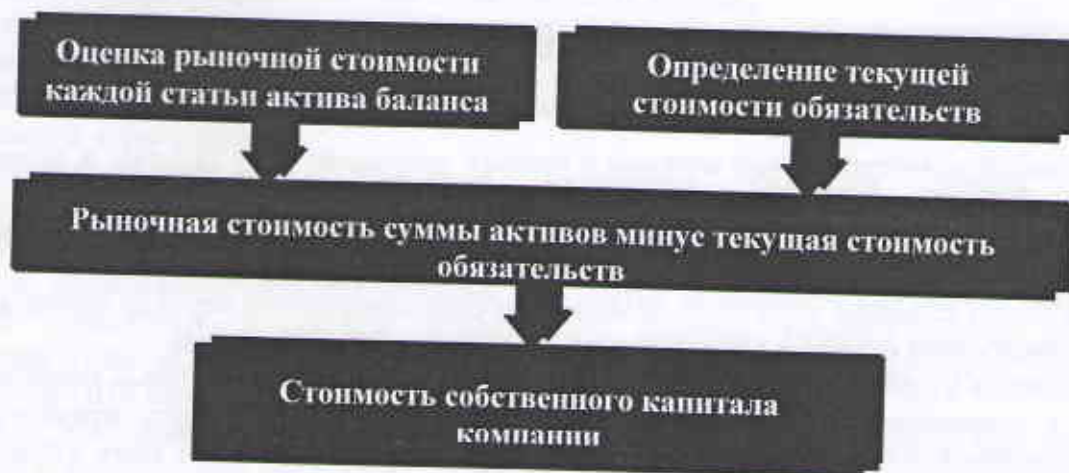 Оценка рыночной стоимости
каждой статьи актива баланса
Определение текущей
стоимости обязательств
Рыночная стоимость суммы активов минус текущая стоимость
обязательств
Стоимость собственного капитала
компании